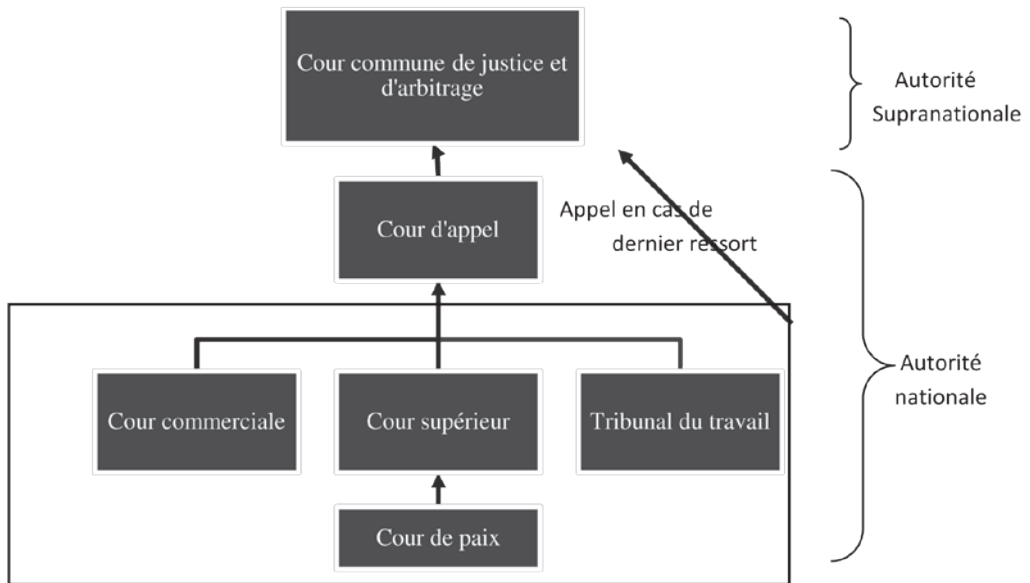 Cour commune de justice et
d'arbitrage
Autorité
Supranationale
Cour d'appel
Appel en cas de
dernier ressort
Autorité
nationale
Cour commerciale
Cour supérieur
Tribunal du travail
Cour de paix